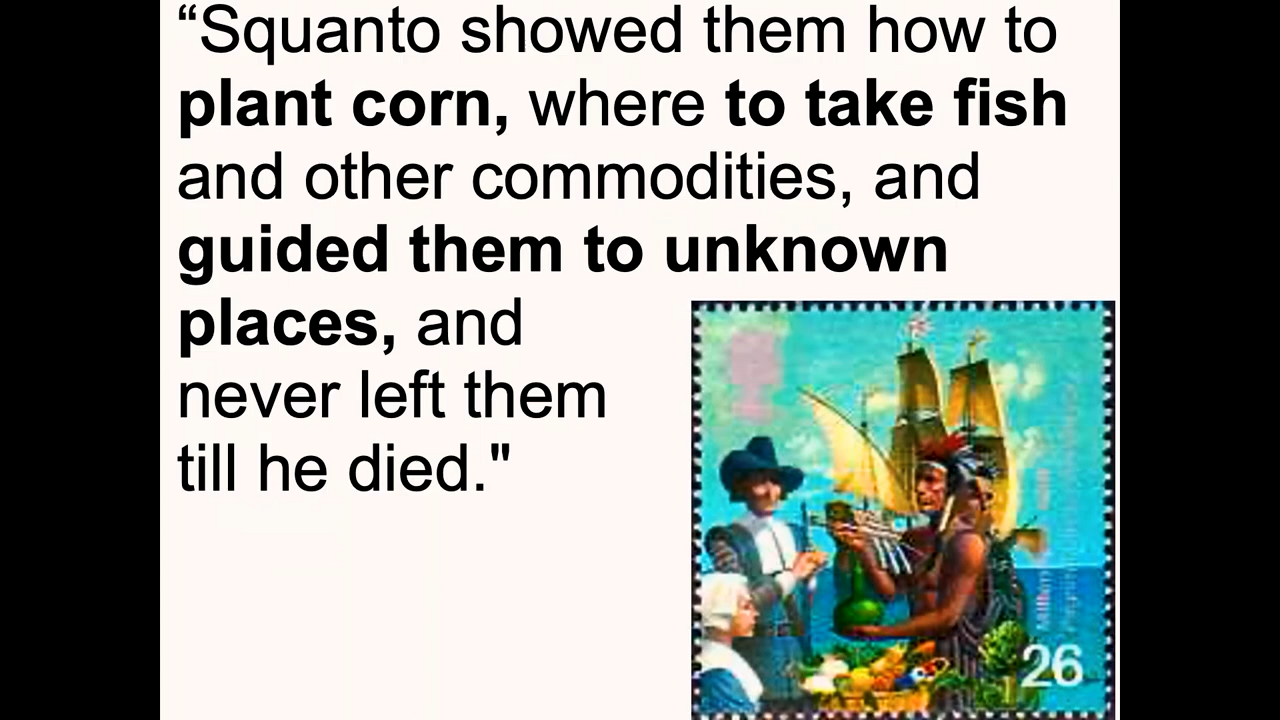 “Squanto showed them how to
plant corn, where to take fish
and other commodities, and
guided them to unknown
places, and
never left them
till he died."
26